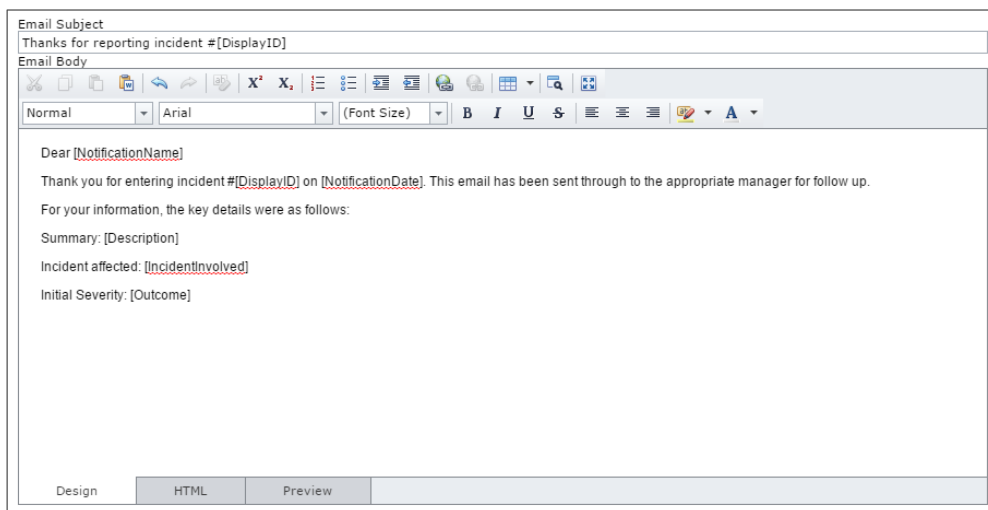 Email Subject
Thanks for reporting incident #[DisplayID]
Email Body
X² X₂
Normal Arial (Font Size) B I U S A
Dear [NotificationName]
Thank you for entering incident #[DisplayID] on [NotificationDate]. This email has been sent through to the appropriate manager for follow up.
For your information, the key details were as follows:
Summary: [Description]
Incident affected: [IncidentInvolved]
Initial Severity: [Outcome]
Design HTML Preview